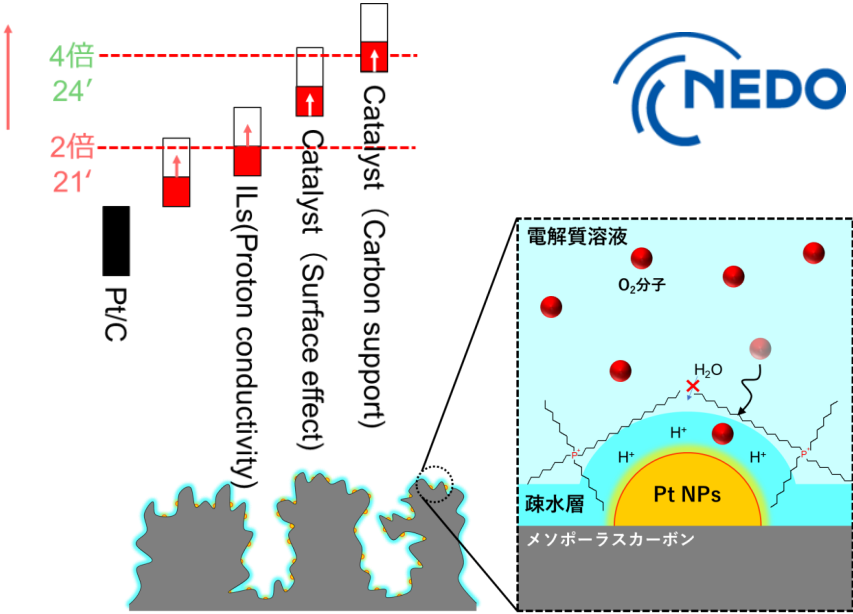 4倍
24′
2倍
21′
Pt/C
ILs(Proton conductivity)
Catalyst（Surface effect)
Catalyst（Carbon support)
NEDO
電解質溶液
O₂分子
H₂O
H⁺
H⁺
H⁺
P⁺
P⁺
Pt NPs
疎水層
メソポーラスカーボン